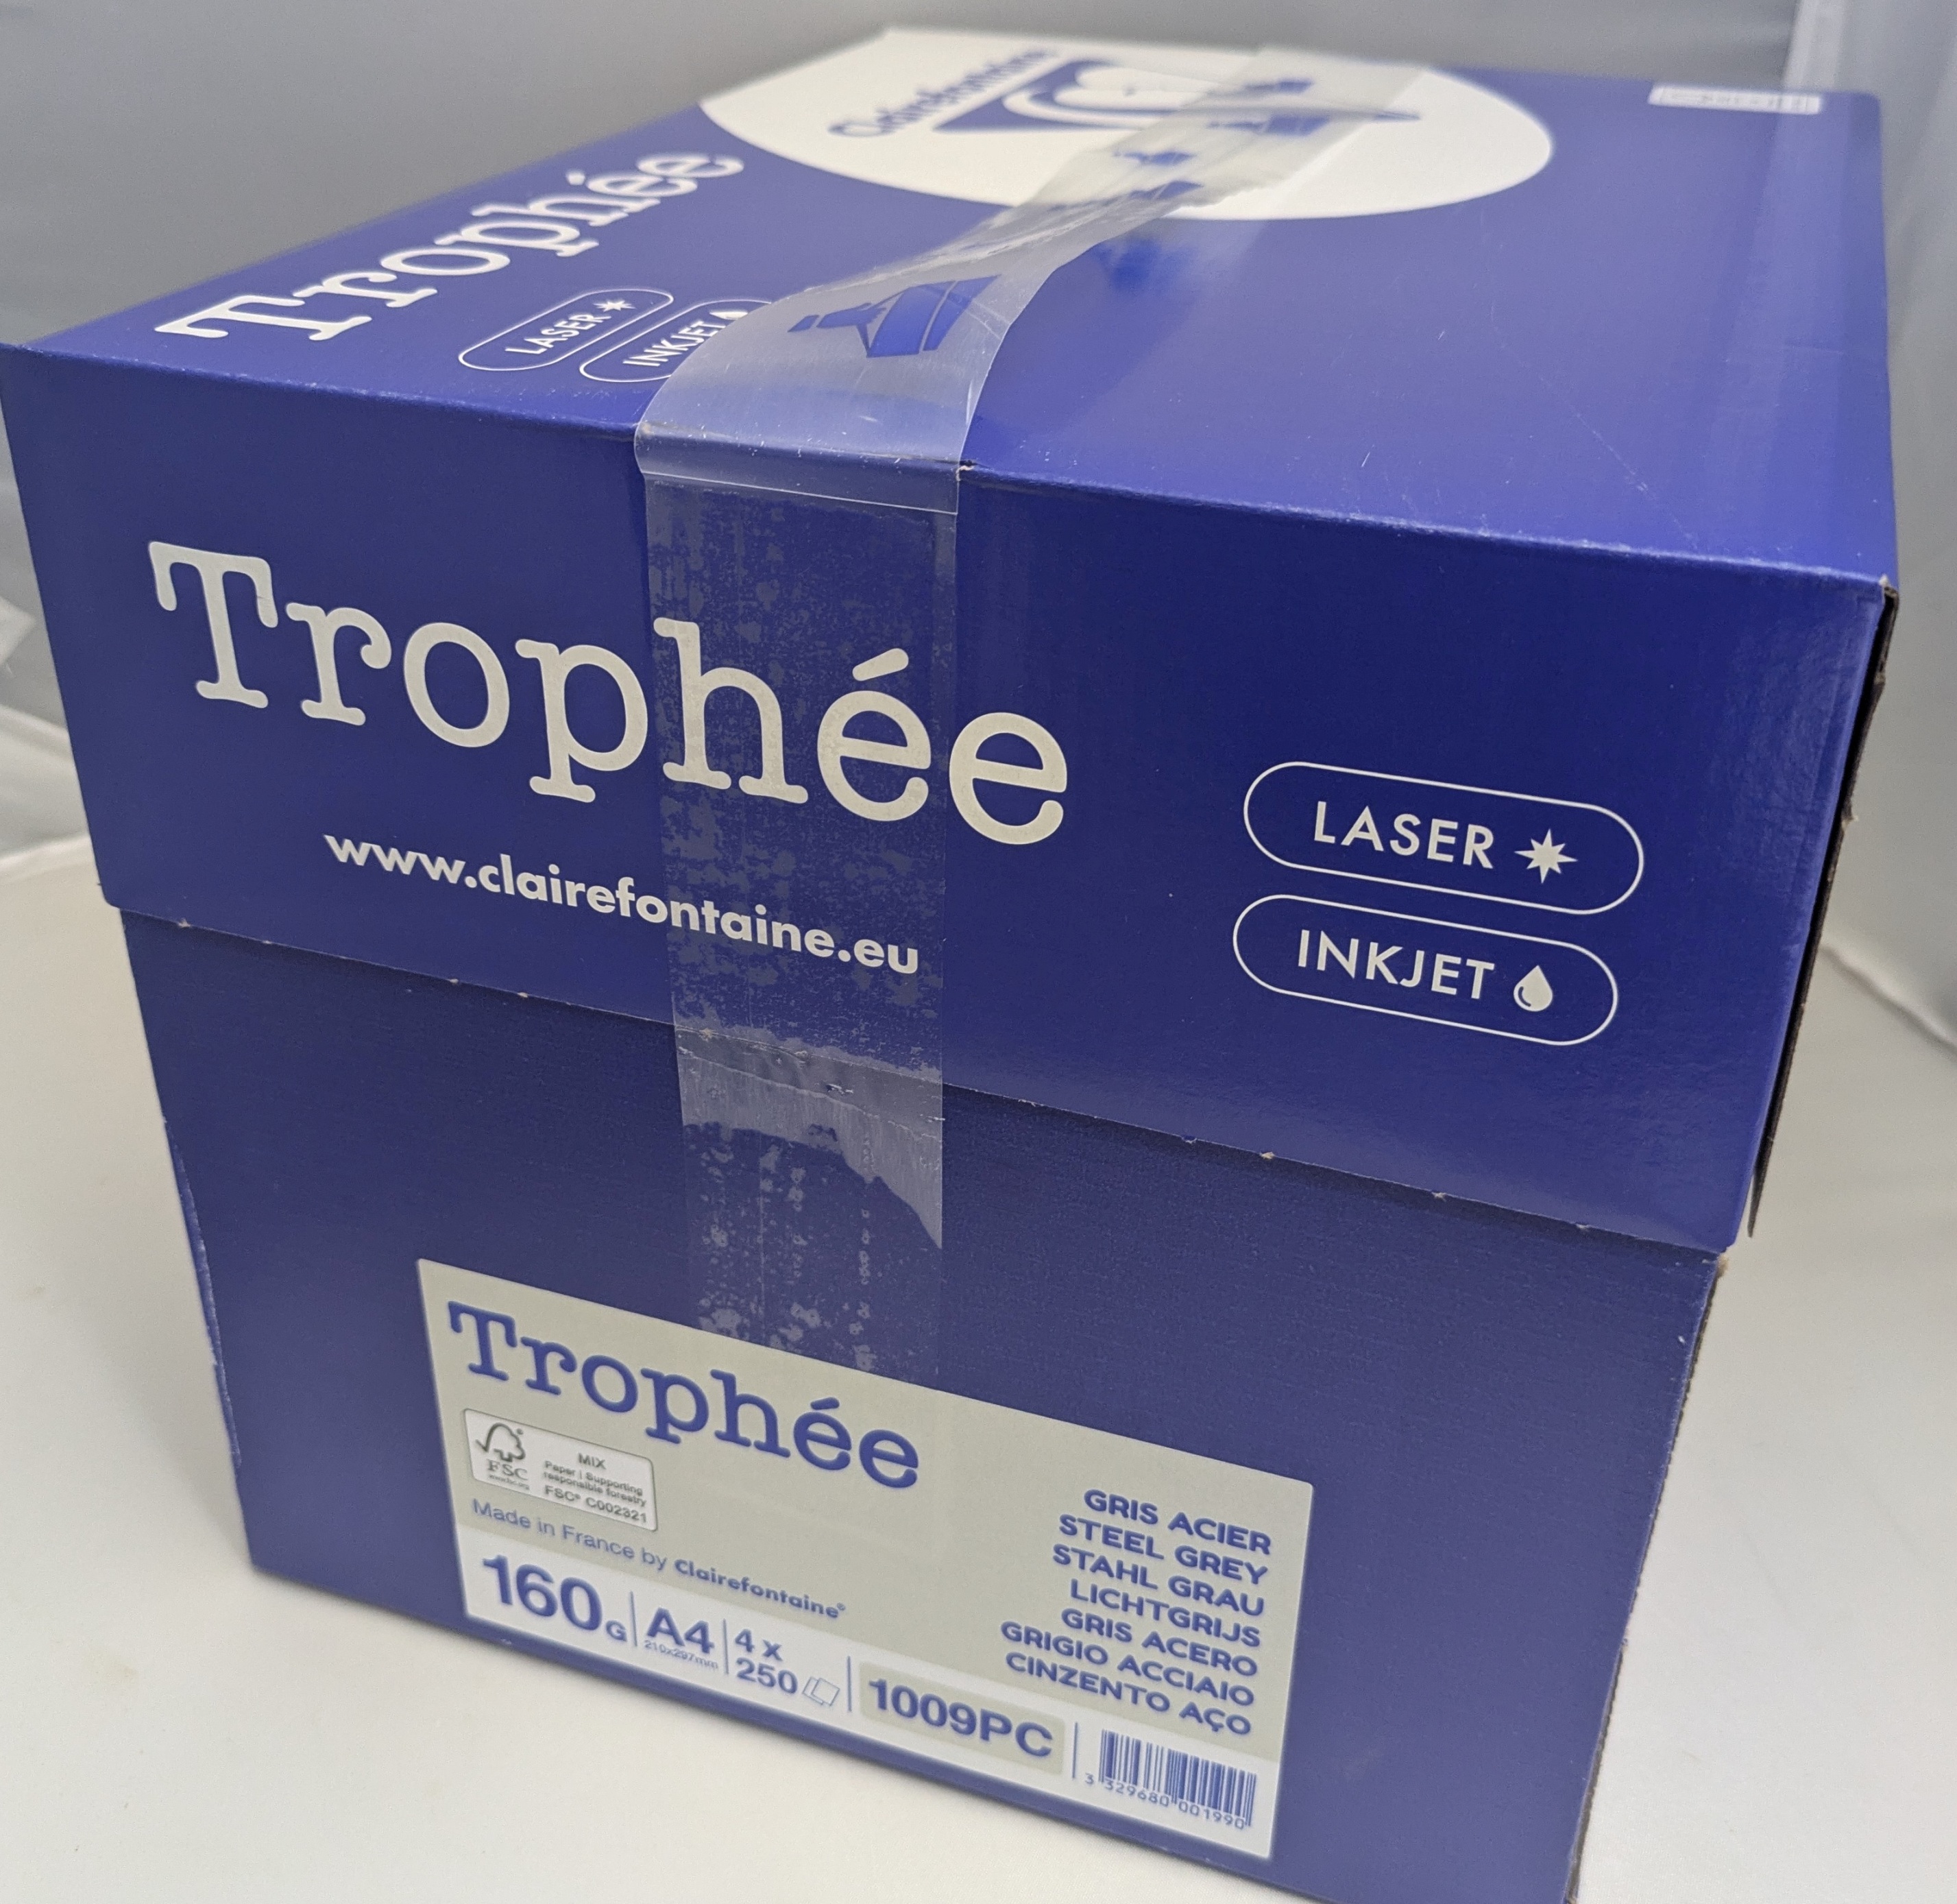 Clairefontaine
Trophée
LASER
INKJET
Trophée
www.clairefontaine.eu
LASER
INKJET
Trophée
FSC
MIX
Paper | Supporting
responsible forestry
FSC® C002321
Made in France by Clairefontaine®
GRIS ACIER
STEEL GREY
STAHL GRAU
LICHTGRIJS
GRIS ACERO
GRIGIO ACCIAIO
CINZENTO AÇO
160G
A4
210x297mm
4 x
250
1009PC
3 329680 001990